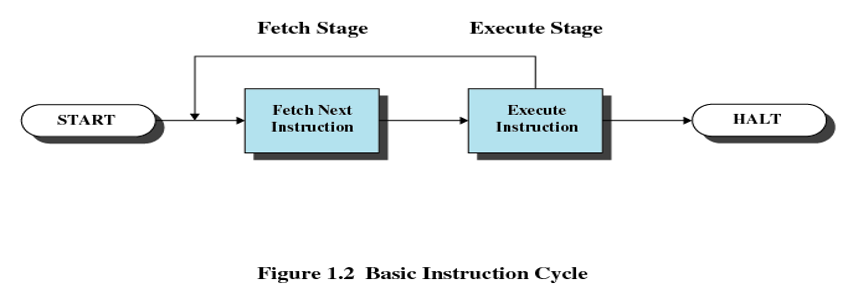 Fetch Stage Execute Stage
START
Fetch Next
Instruction
Execute
Instruction
HALT
Figure 1.2 Basic Instruction Cycle